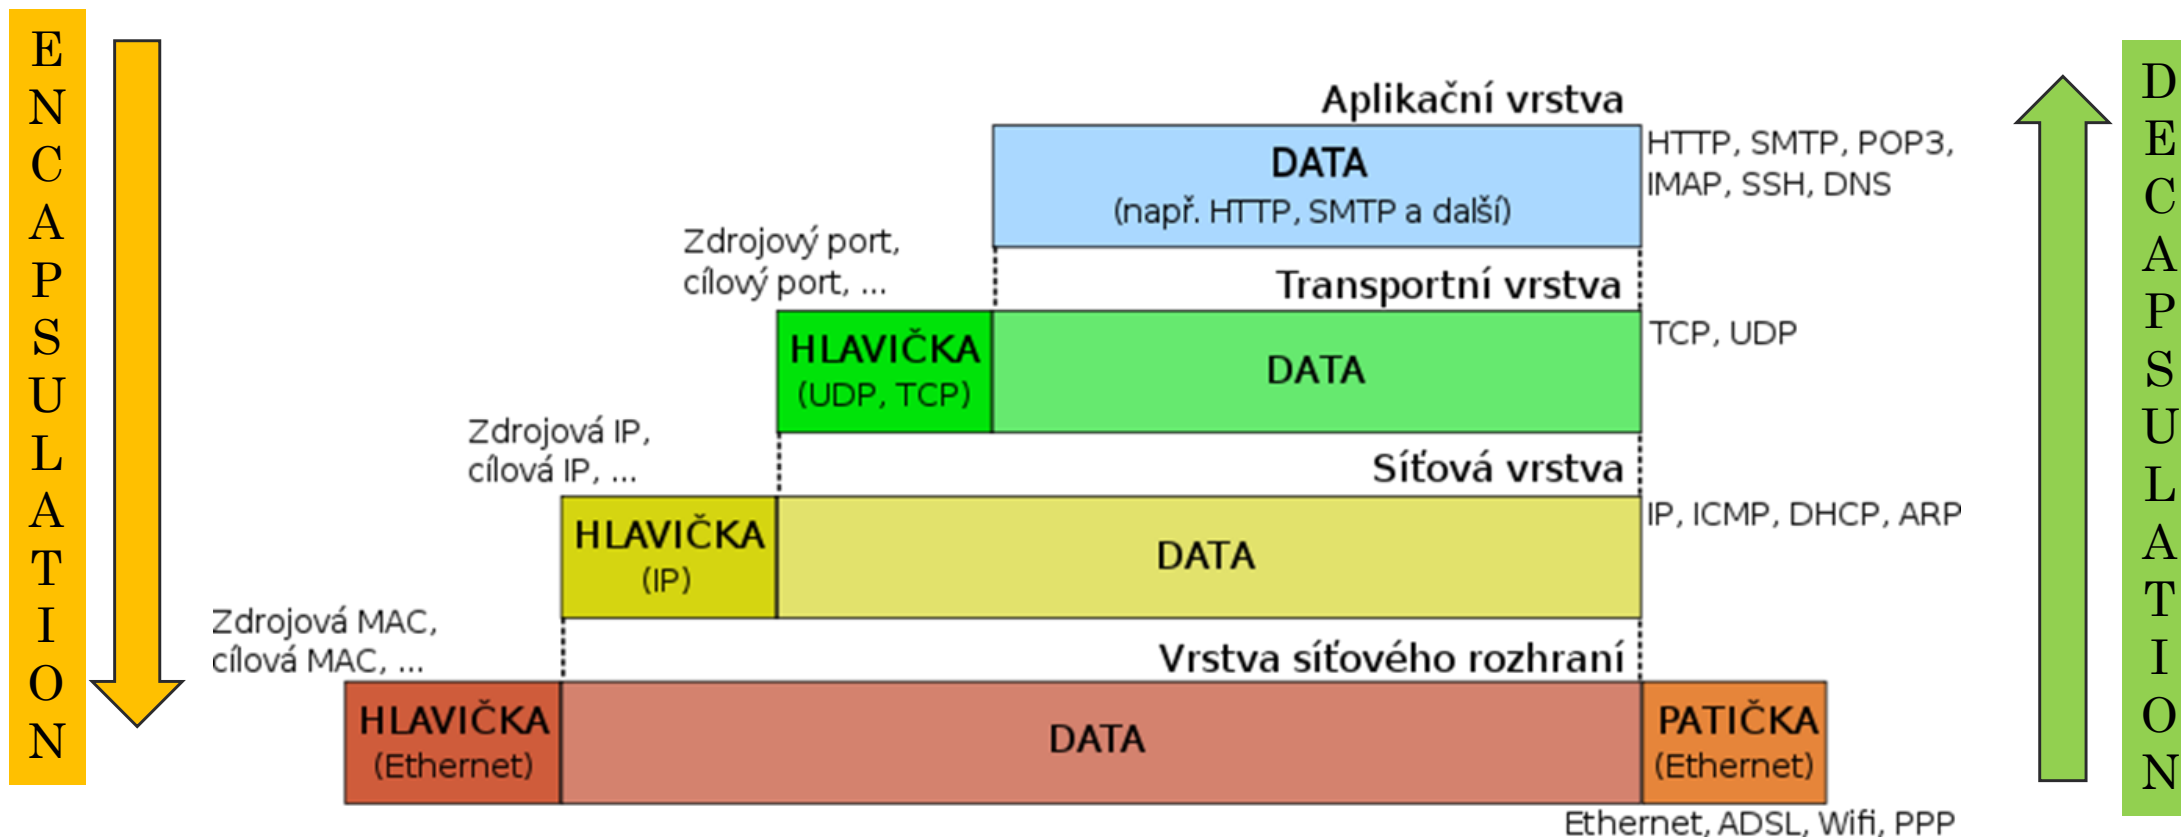 ENCAPSULATION
Aplikační vrstva
DATA
(např. HTTP, SMTP a další)
HTTP, SMTP, POP3,
IMAP, SSH, DNS
Zdrojový port,
cílový port, ...
Transportní vrstva
HLAVIČKA
(UDP, TCP)
DATA
TCP, UDP
Zdrojová IP,
cílová IP, ...
Síťová vrstva
HLAVIČKA
(IP)
DATA
IP, ICMP, DHCP, ARP
Zdrojová MAC,
cílová MAC, ...
Vrstva síťového rozhraní
HLAVIČKA
(Ethernet)
DATA
PATIČKA
(Ethernet)
Ethernet, ADSL, Wifi, PPP
DECAPSULATION